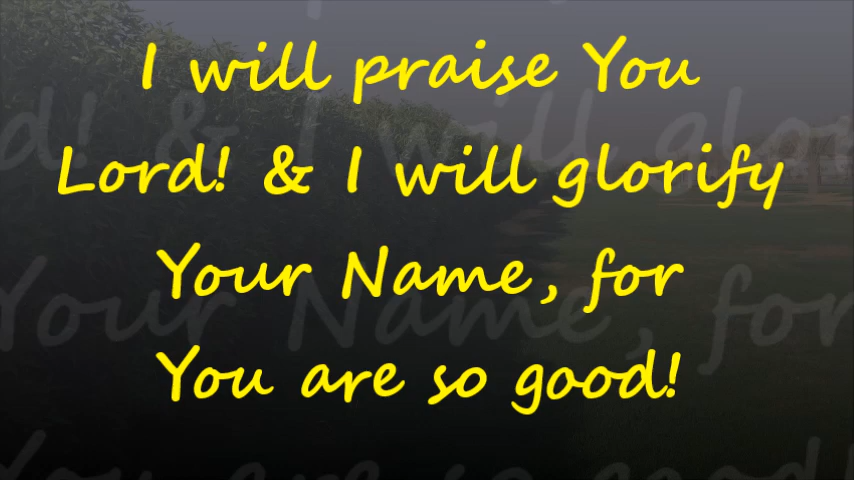 I will praise You
Lord! & I will glorify
Your Name, for
You are so good!